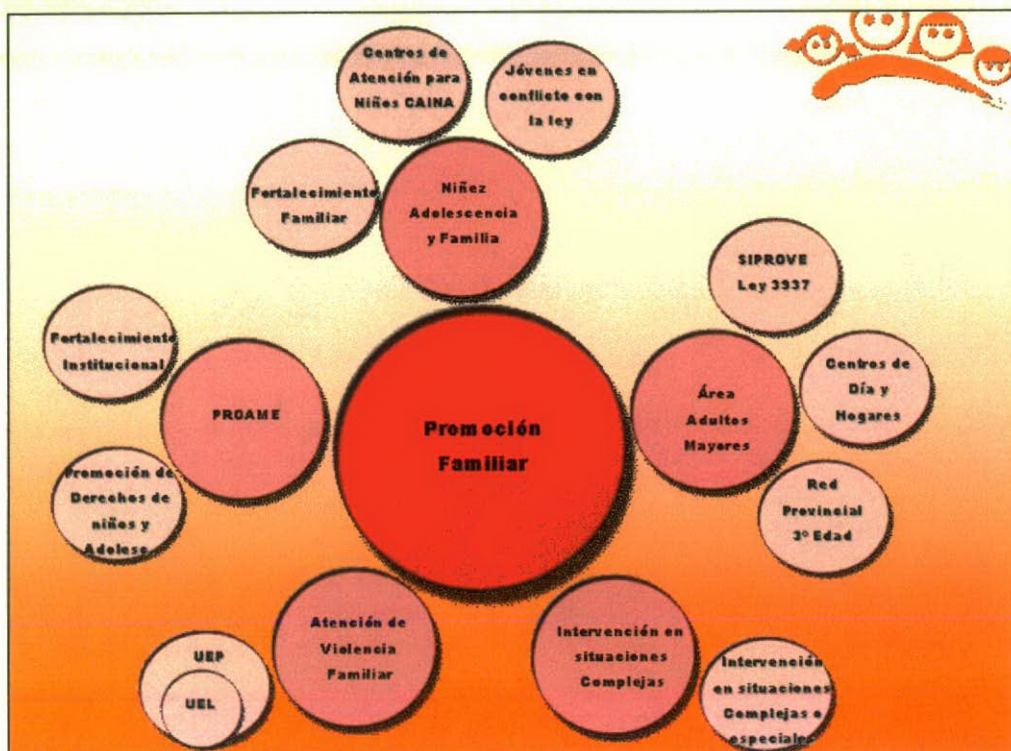 Centros de
Atención para
Niños CAINA
Jóvenes en
conflicto con
la ley
Fortalecimiento
Familiar
Niñez
Adolescencia
y Familia
SIPROVE
Ley 3937
Fortalecimiento
Institucional
PROAME
Área
Adultos
Mayores
Centros de
Día y
Hogares
Promoción
Familiar
Promoción de
Derechos de
niños y
Adolesc
Red
Provincial
3º Edad
Atención de
Violencia
Familiar
Intervención en
situaciones
Complejas
UEP
UEL
Intervención
en situaciones
Complejas o
especiales